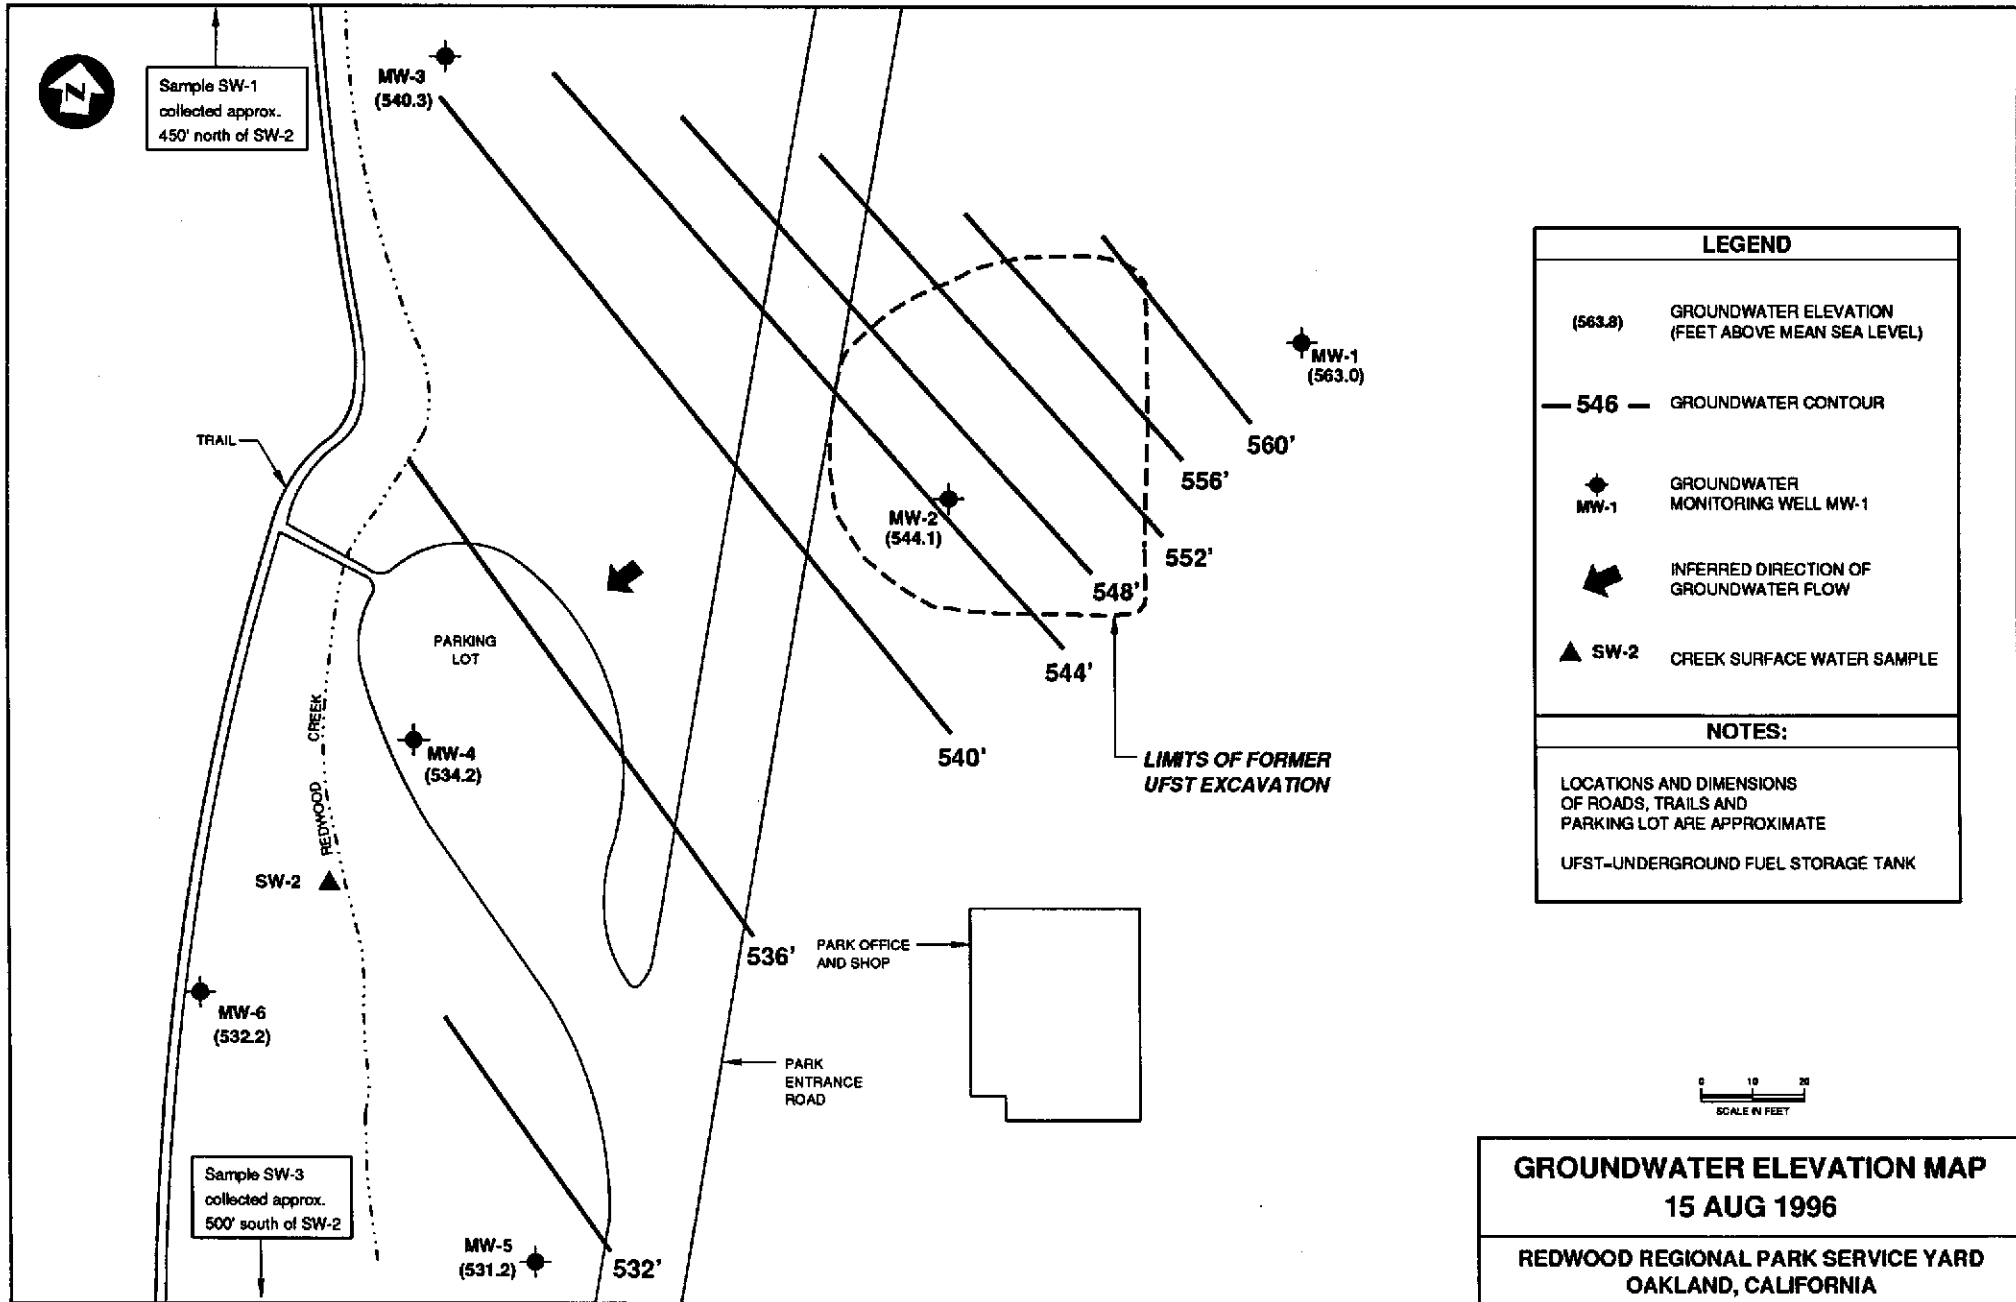 N
Sample SW-1
collected approx.
450' north of SW-2
MW-3
(540.3)
MW-1
(563.0)
TRAIL
560'
556'
MW-2
(544.1)
552'
548'
544'
540'
PARKING
LOT
LIMITS OF FORMER
UFST EXCAVATION
REDWOOD CREEK
MW-4
(534.2)
SW-2
536'
PARK OFFICE
AND SHOP
MW-6
(532.2)
PARK
ENTRANCE
ROAD
Sample SW-3
collected approx.
500' south of SW-2
MW-5
(531.2)
532'
LEGEND
(563.8)
GROUNDWATER ELEVATION
(FEET ABOVE MEAN SEA LEVEL)
546
GROUNDWATER CONTOUR
MW-1
GROUNDWATER
MONITORING WELL MW-1
INFERRED DIRECTION OF
GROUNDWATER FLOW
SW-2
CREEK SURFACE WATER SAMPLE
NOTES:
LOCATIONS AND DIMENSIONS
OF ROADS, TRAILS AND
PARKING LOT ARE APPROXIMATE
UFST=UNDERGROUND FUEL STORAGE TANK
0 10 20
SCALE IN FEET
GROUNDWATER ELEVATION MAP
15 AUG 1996
REDWOOD REGIONAL PARK SERVICE YARD
OAKLAND, CALIFORNIA